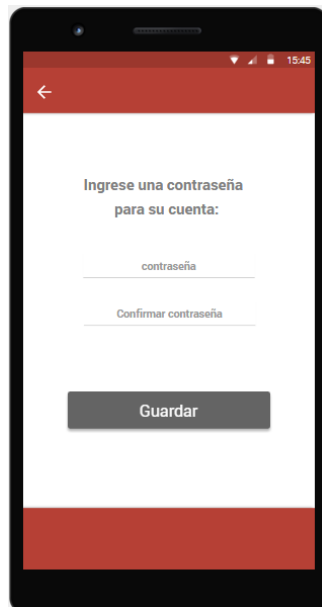 15:45
Ingrese una contraseña
para su cuenta:
contraseña
Confirmar contraseña
Guardar